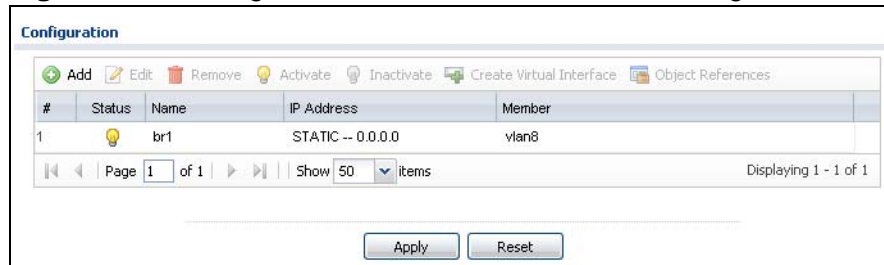 Configuration
Add Edit Remove Activate Inactivate Create Virtual Interface Object References
# Status Name IP Address Member
1 br1 STATIC -- 0.0.0.0 vlan8
Page 1 of 1 Show 50 items Displaying 1 - 1 of 1
Apply Reset